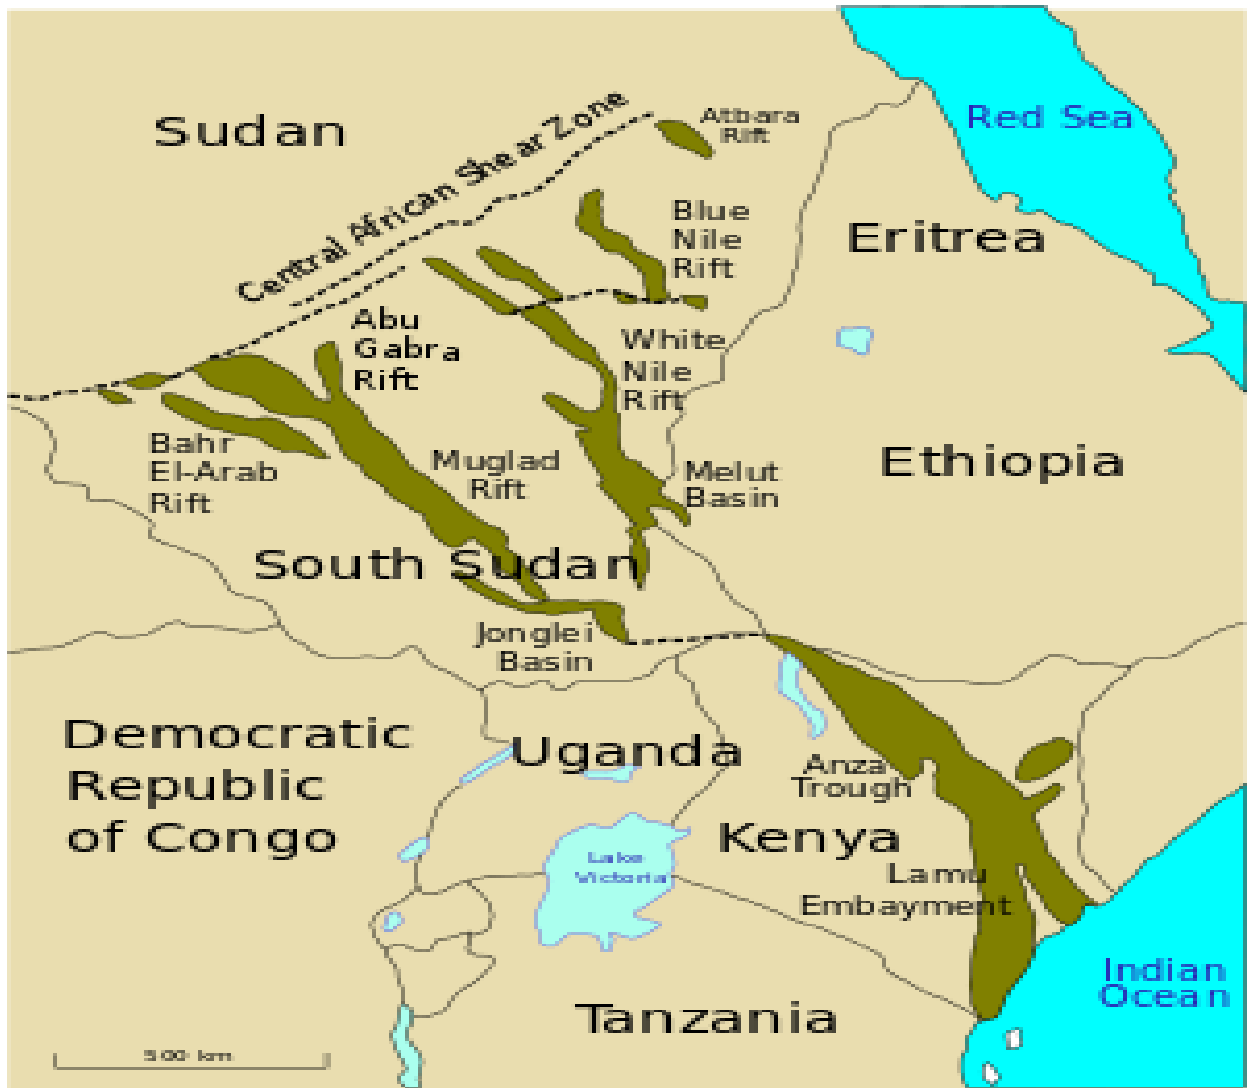 Red Sea
Sudan
Central African Shear Zone
Atbara
Rift
Blue
Nile
Rift
Eritrea
Abu
Gabra
Rift
White
Nile
Rift
Bahr
El-Arab
Rift
Muglad
Rift
Melut
Basin
Ethiopia
South Sudan
Jonglei
Basin
Democratic
Republic
of Congo
Uganda
Anza
Trough
Kenya
Lake
Victoria
Lamu
Embayment
Indian
Ocean
Tanzania
500 km